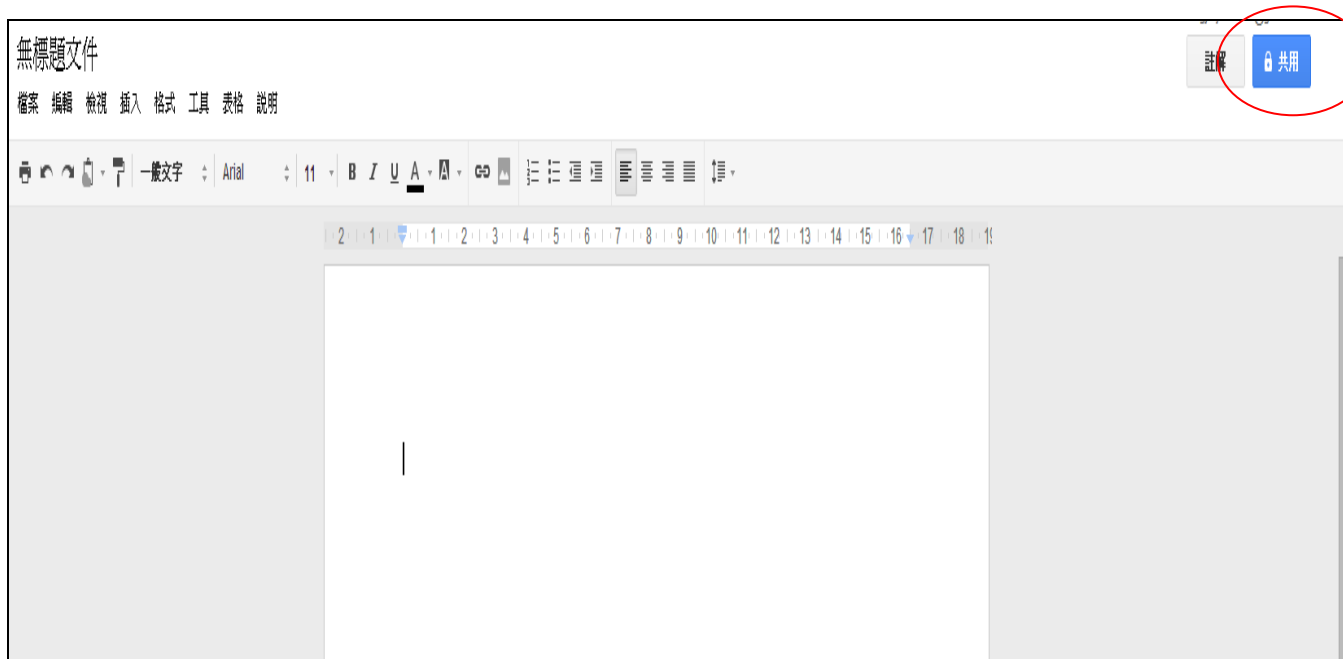 無標題文件
註解 共用
檔案 編輯 檢視 插入 格式 工具 表格 說明
一般文字 Arial 11 B I U A A
2 1 1 2 3 4 5 6 7 8 9 10 11 12 13 14 15 16 17 18